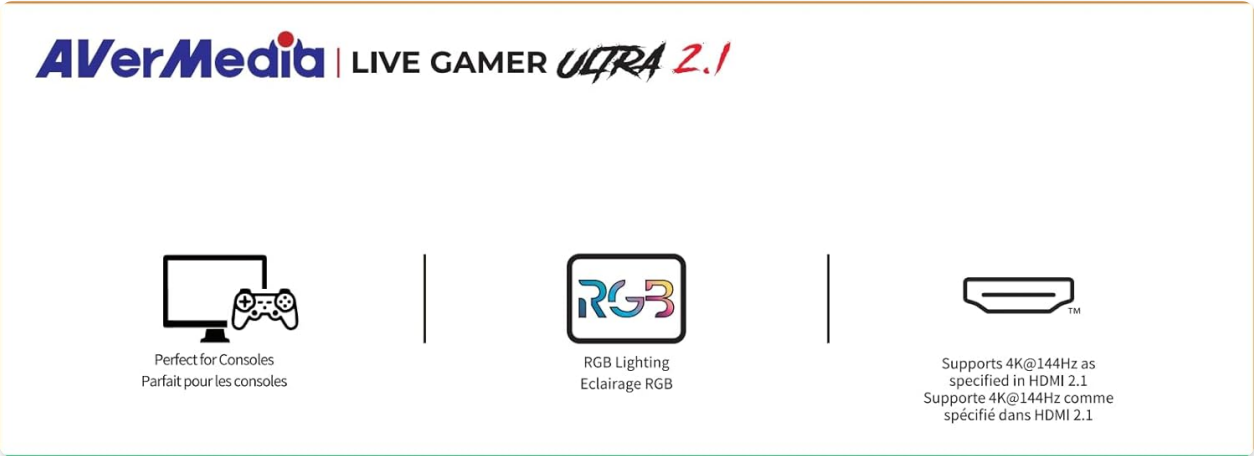 AVerMedia | LIVE GAMER ULTRA 2.1
Perfect for Consoles
Parfait pour les consoles
RGB
RGB Lighting
Eclairage RGB
TM
Supports 4K@144Hz as
specified in HDMI 2.1
Supporte 4K@144Hz comme
spécifié dans HDMI 2.1